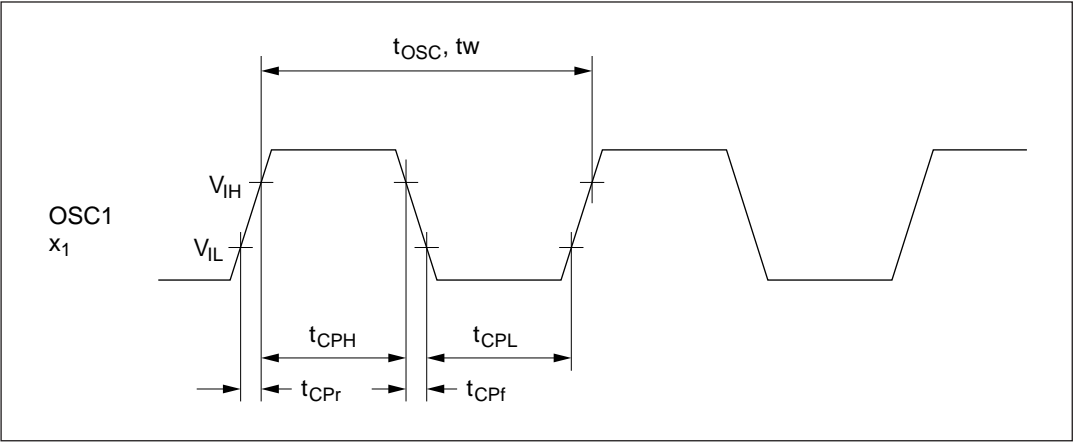 tOSC, tw
VIH
OSC1
x1
VIL
tCPH
tCPL
tCPr
tCPf